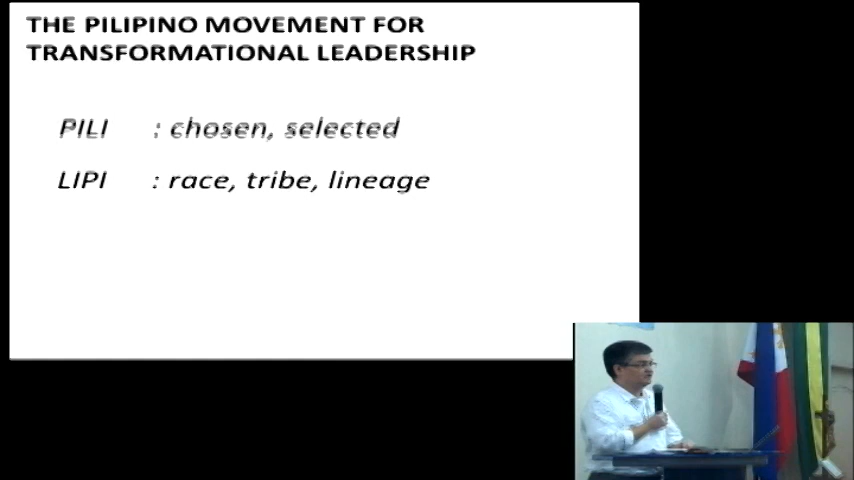 THE PILIPINO MOVEMENT FOR
TRANSFORMATIONAL LEADERSHIP
PILI : chosen, selected
LIPI : race, tribe, lineage